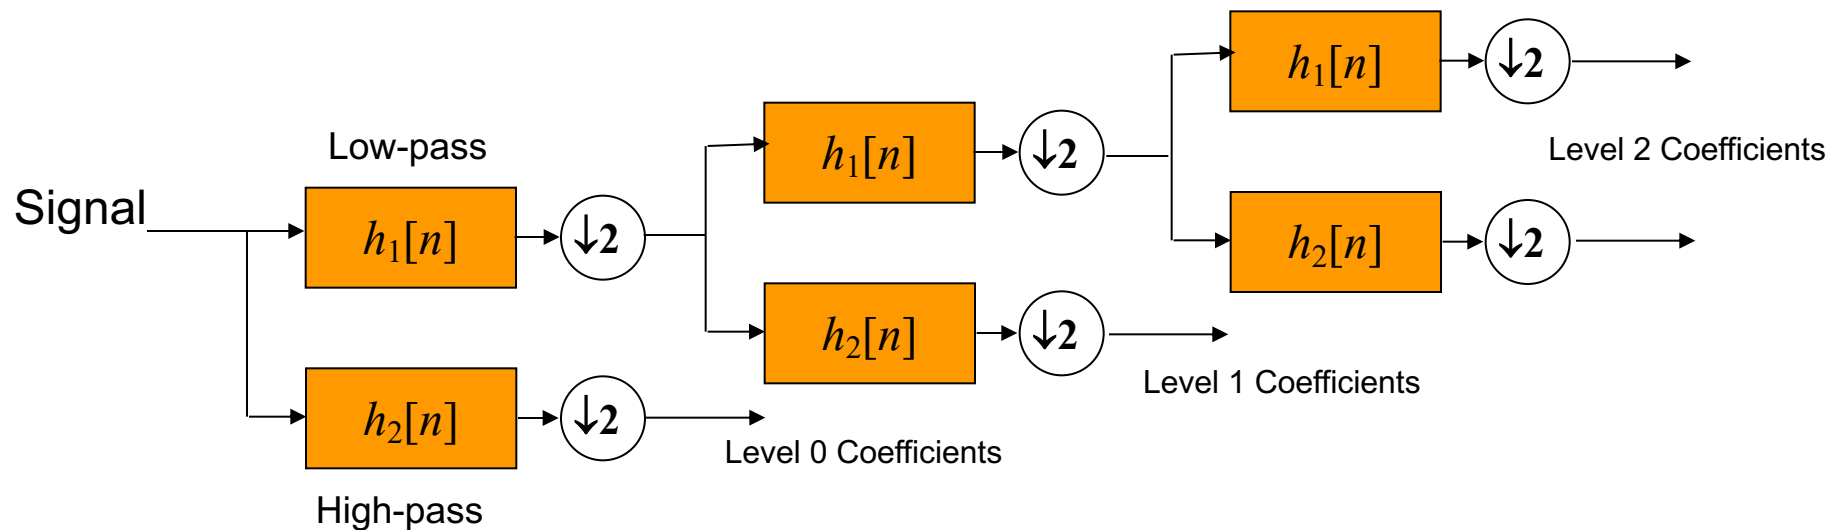 h₁[n]
↓2
Level 2 Coefficients
h₂[n]
↓2
h₁[n]
↓2
h₂[n]
↓2
Level 1 Coefficients
Low-pass
Signal
h₁[n]
↓2
h₂[n]
↓2
Level 0 Coefficients
High-pass